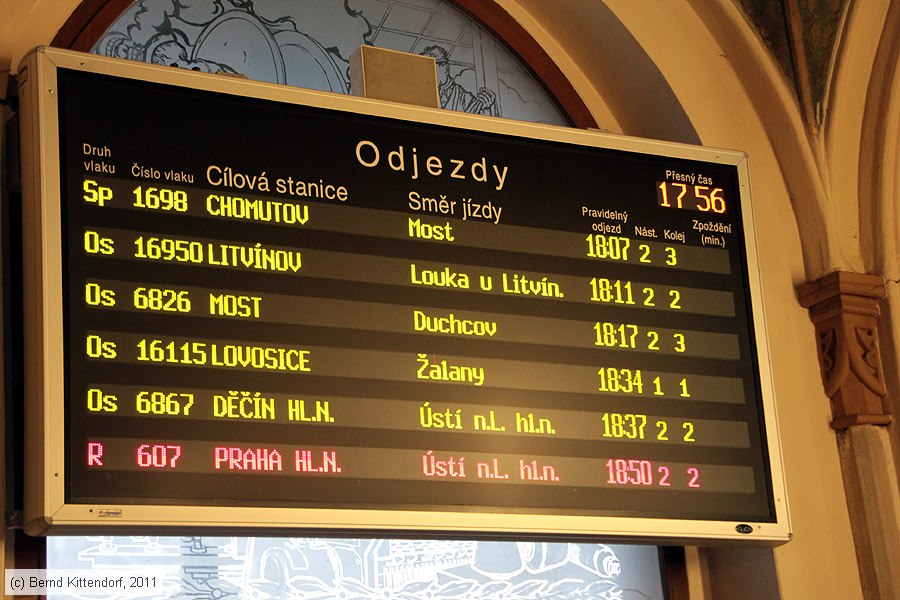 Odjezdy
Přesný čas
17 56
Druh vlaku
Číslo vlaku
Cílová stanice
Směr jízdy
Pravidelný odjezd
Nást.
Kolej
Zpoždění (min.)
Sp 1698 CHOMUTOV Most 18:07 2 3
Os 16950 LITVÍNOV Louka u Litvín. 18:11 2 2
Os 6826 MOST Duchcov 18:17 2 3
Os 16115 LOVOSICE Žalany 18:34 1 1
Os 6867 DĚČÍN HL.N. Ústí n.L. hl.n. 18:37 2 2
R 607 PRAHA HL.N. Ústí n.L. hl.n. 18:50 2 2
(c) Bernd Kittendorf, 2011